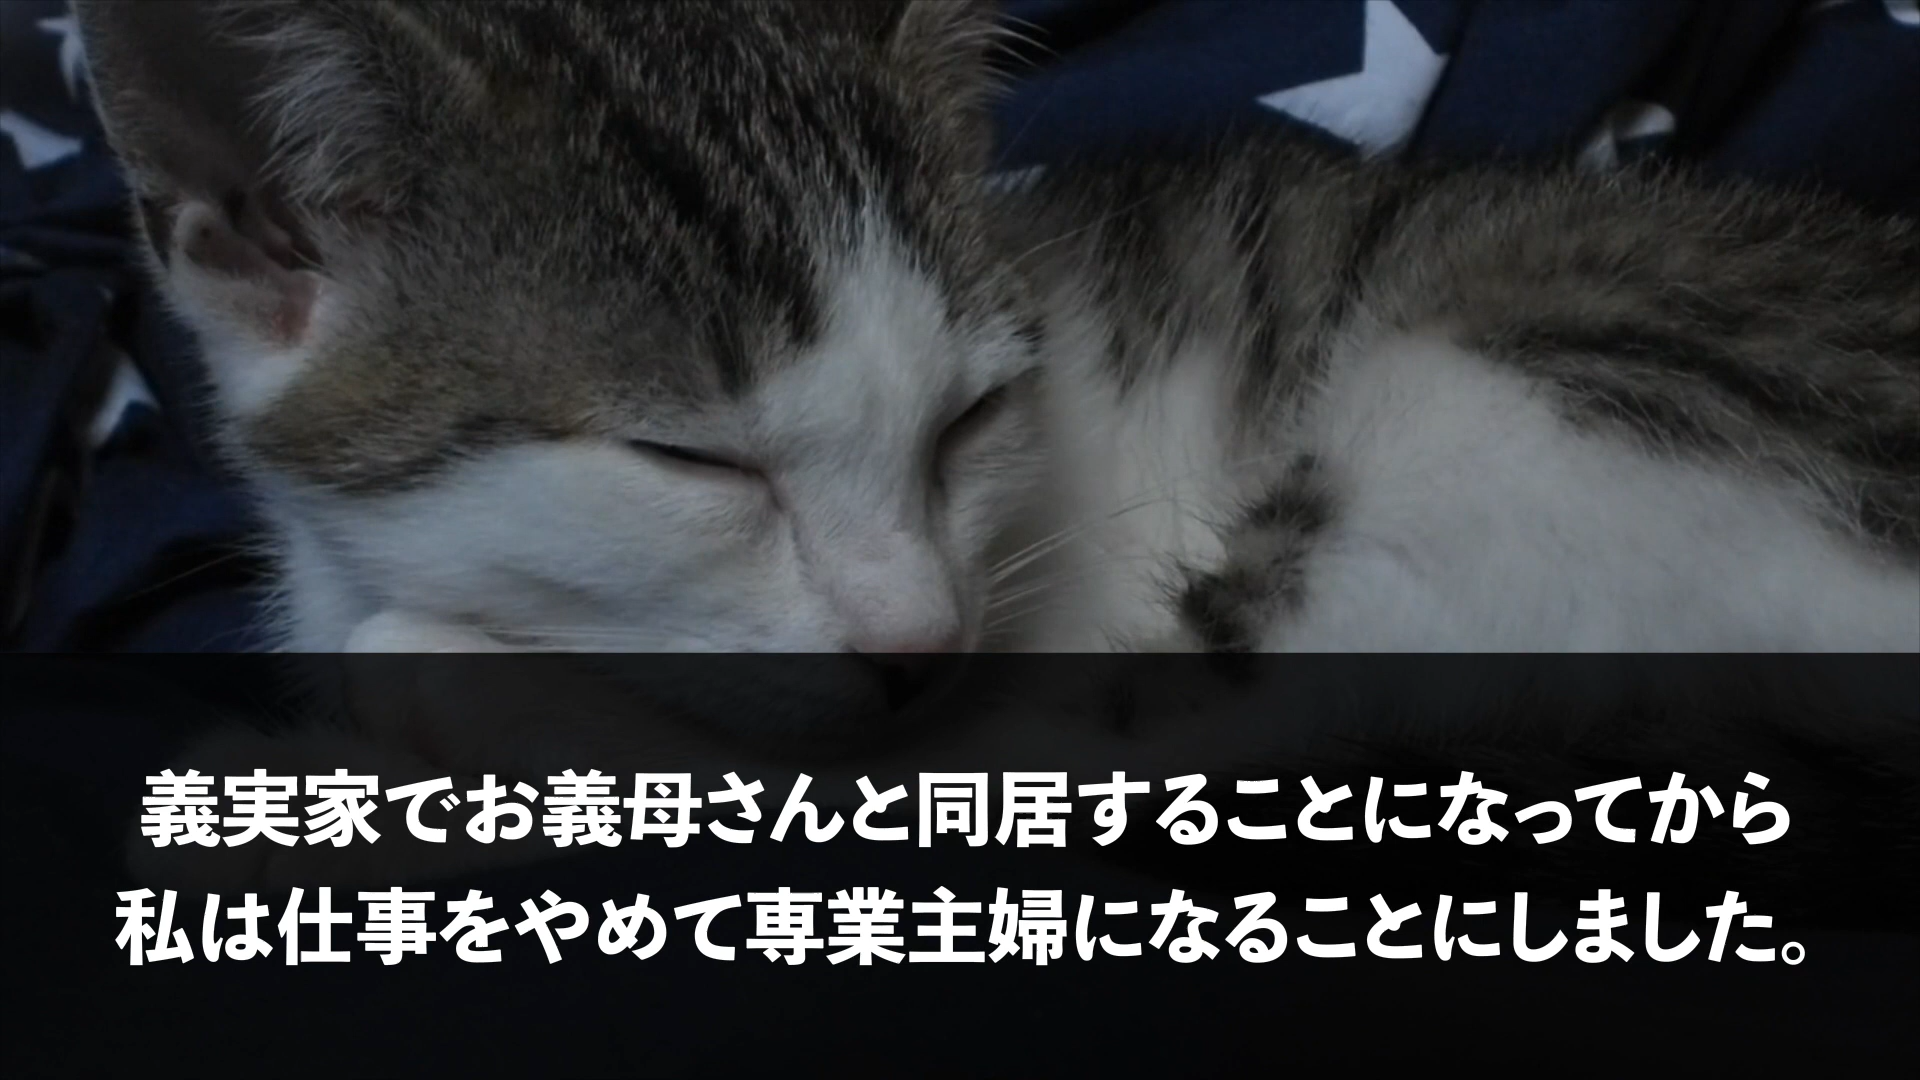 義実家でお義母さんと同居することになってから
私は仕事をやめて専業主婦になることにしました。